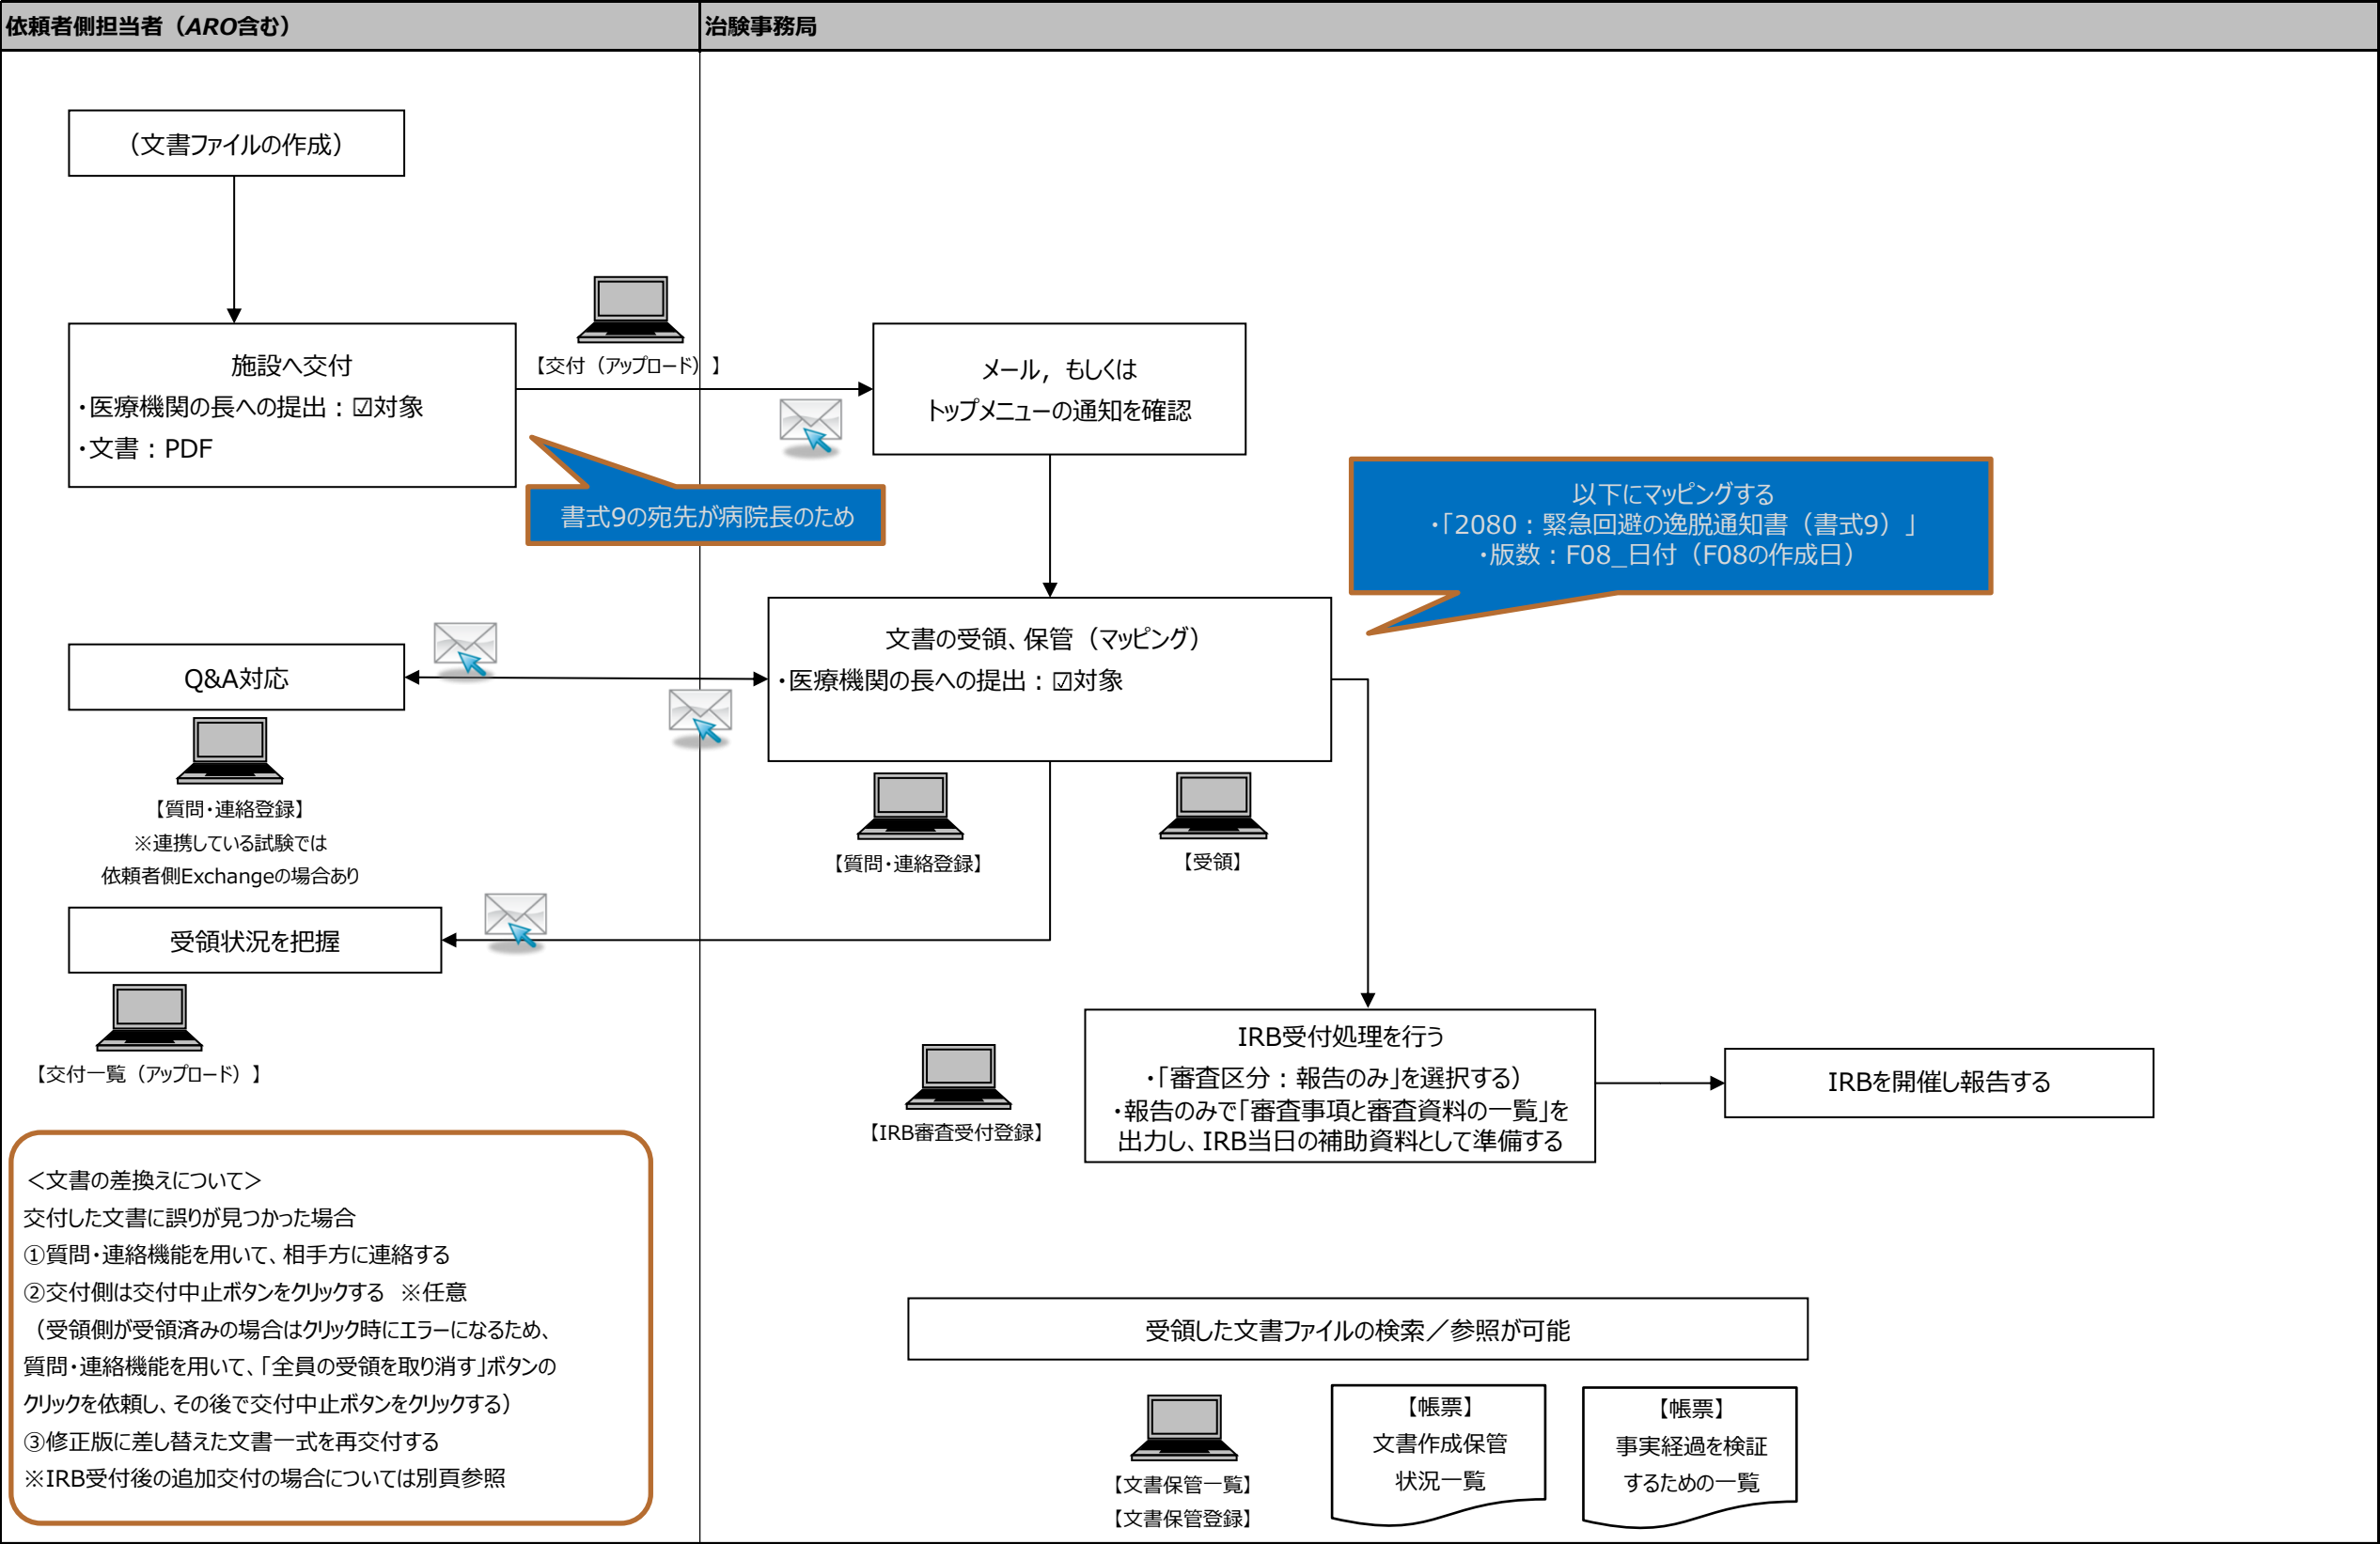 依頼者側担当者（ARO含む）
治験事務局
（文書ファイルの作成）
施設へ交付
・医療機関の長への提出：☑対象
・文書：PDF
【交付（アップロード）】
メール，もしくは
トップメニューの通知を確認
書式9の宛先が病院長のため
以下にマッピングする
・「2080：緊急回避の逸脱通知書（書式9）」
・版数：F08_日付（F08の作成日）
文書の受領、保管（マッピング）
・医療機関の長への提出：☑対象
Q&A対応
【質問・連絡登録】
※連携している試験では
依頼者側Exchangeの場合あり
【質問・連絡登録】
【受領】
受領状況を把握
【交付一覧（アップロード）】
IRB受付処理を行う
・「審査区分：報告のみ」を選択する）
・報告のみで「審査事項と審査資料の一覧」を
出力し、IRB当日の補助資料として準備する
【IRB審査受付登録】
IRBを開催し報告する
＜文書の差換えについて＞
交付した文書に誤りが見つかった場合
①質問・連絡機能を用いて、相手方に連絡する
②交付側は交付中止ボタンをクリックする　※任意
（受領側が受領済みの場合はクリック時にエラーになるため、
質問・連絡機能を用いて、「全員の受領を取り消す」ボタンの
クリックを依頼し、その後で交付中止ボタンをクリックする）
③修正版に差し替えた文書一式を再交付する
※IRB受付後の追加交付の場合については別頁参照
受領した文書ファイルの検索／参照が可能
【文書保管一覧】
【文書保管登録】
【帳票】
文書作成保管
状況一覧
【帳票】
事実経過を検証
するための一覧